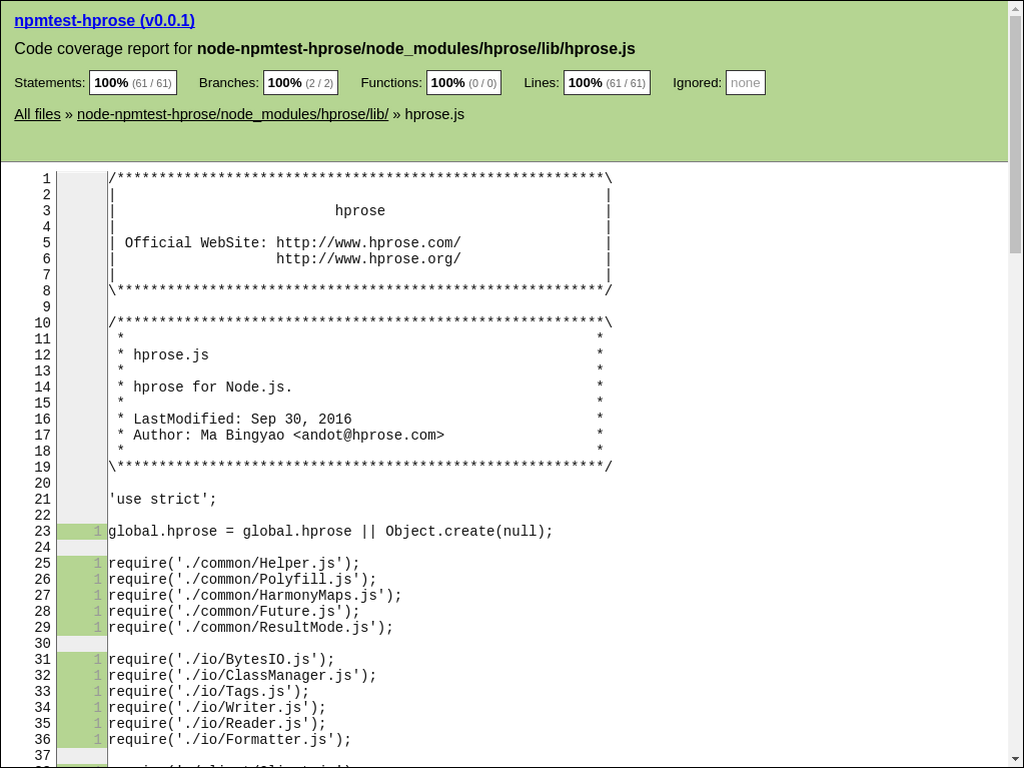 npmtest-hprose (v0.0.1)
Code coverage report for node-npmtest-hprose/node_modules/hprose/lib/hprose.js
Statements: 100% (61 / 61) Branches: 100% (2 / 2) Functions: 100% (0 / 0) Lines: 100% (61 / 61) Ignored: none
All files » node-npmtest-hprose/node_modules/hprose/lib/ » hprose.js
1 /**********************************************************\
2 | |
3 | hprose |
4 | |
5 | Official WebSite: http://www.hprose.com/ |
6 | http://www.hprose.org/ |
7 | |
8 \**********************************************************/
9
10 /**********************************************************\
11 * *
12 * hprose.js *
13 * *
14 * hprose for Node.js. *
15 * *
16 * LastModified: Sep 30, 2016 *
17 * Author: Ma Bingyao <andot@hprose.com> *
18 * *
19 \**********************************************************/
20
21 'use strict';
22
23 1 global.hprose = global.hprose || Object.create(null);
24
25 1 require('./common/Helper.js');
26 1 require('./common/Polyfill.js');
27 1 require('./common/HarmonyMaps.js');
28 1 require('./common/Future.js');
29 1 require('./common/ResultMode.js');
30
31 1 require('./io/BytesIO.js');
32 1 require('./io/ClassManager.js');
33 1 require('./io/Tags.js');
34 1 require('./io/Writer.js');
35 1 require('./io/Reader.js');
36 1 require('./io/Formatter.js');
37